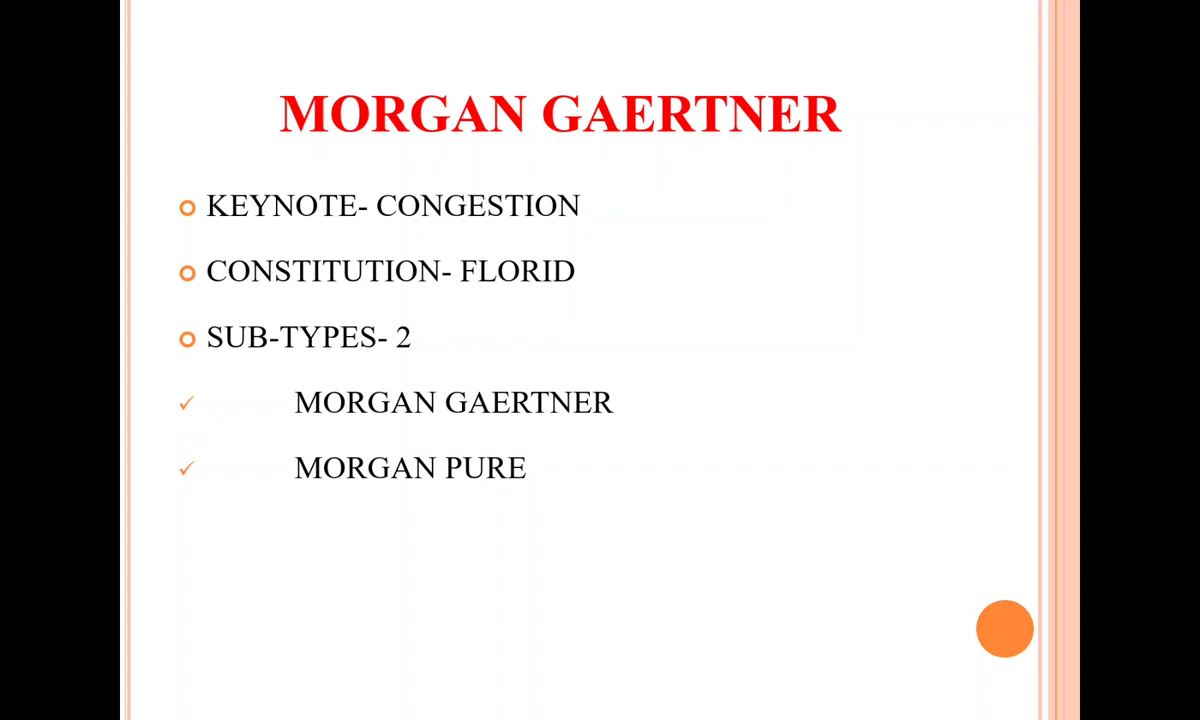 MORGAN GAERTNER
KEYNOTE- CONGESTION
CONSTITUTION- FLORID
SUB-TYPES- 2
MORGAN GAERTNER
MORGAN PURE